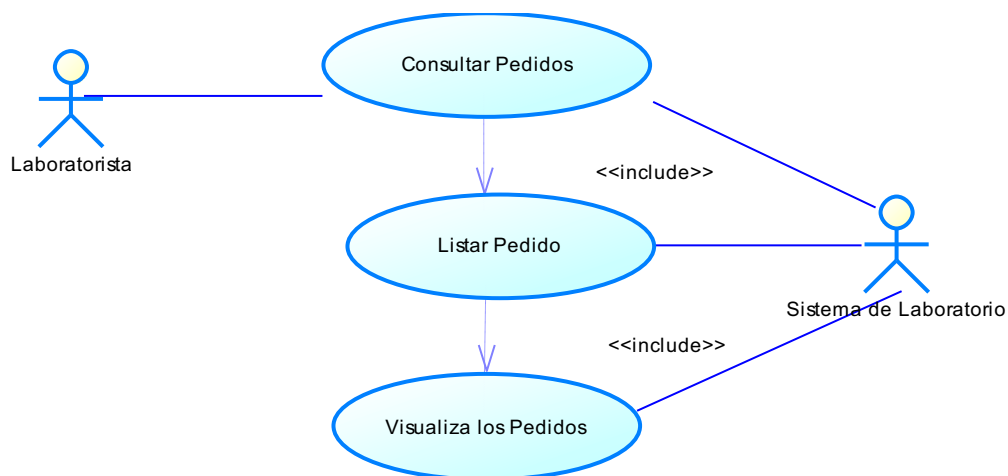 Consultar Pedidos
Laboratorista
<<include>>
Listar Pedido
Sistema de Laboratorio
<<include>>
Visualiza los Pedidos